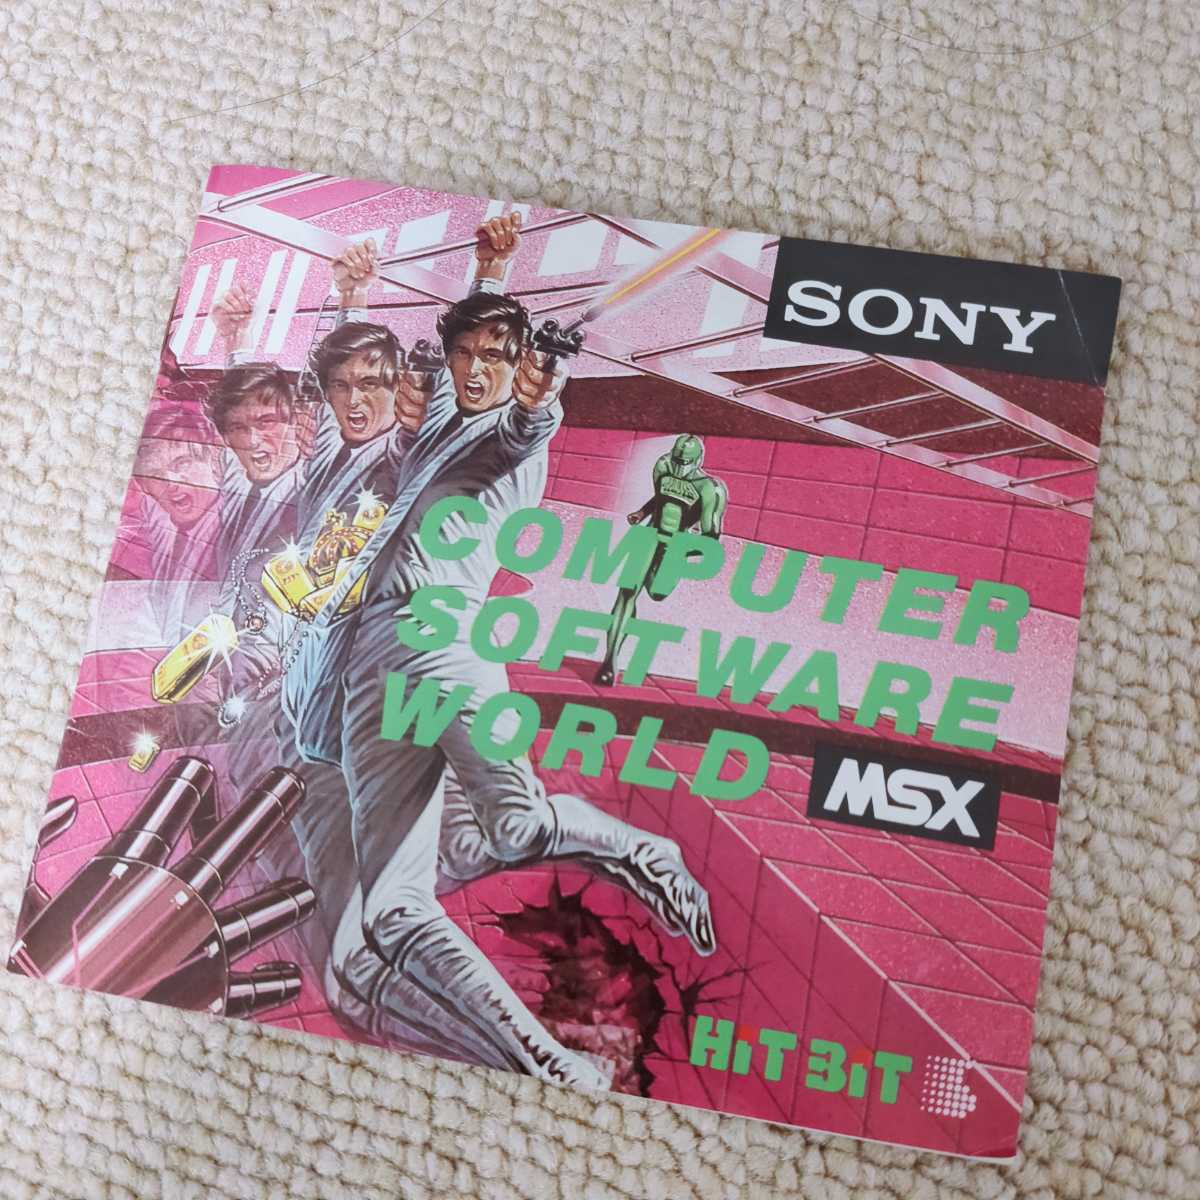 SONY
COMPUTER
SOFTWARE
WORLD
MSX
HiT BiT